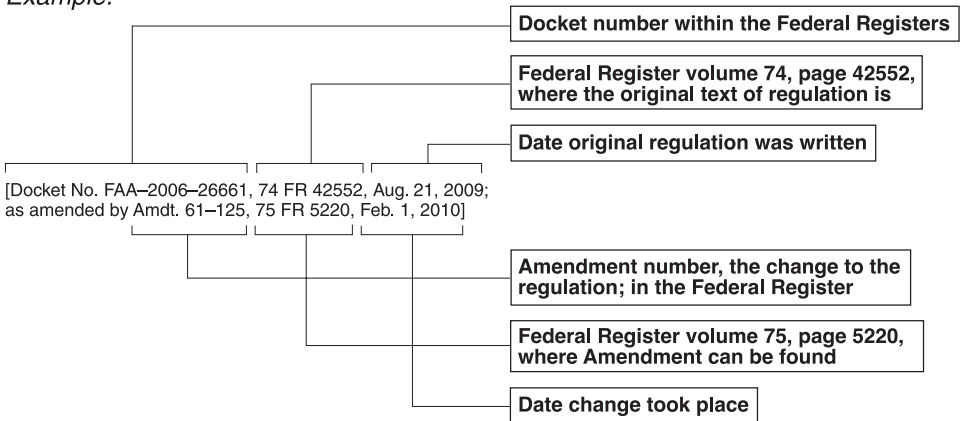 Example:
Docket number within the Federal Registers
Federal Register volume 74, page 42552,
where the original text of regulation is
Date original regulation was written
[Docket No. FAA–2006–26661, 74 FR 42552, Aug. 21, 2009;
as amended by Amdt. 61–125, 75 FR 5220, Feb. 1, 2010]
Amendment number, the change to the
regulation; in the Federal Register
Federal Register volume 75, page 5220,
where Amendment can be found
Date change took place